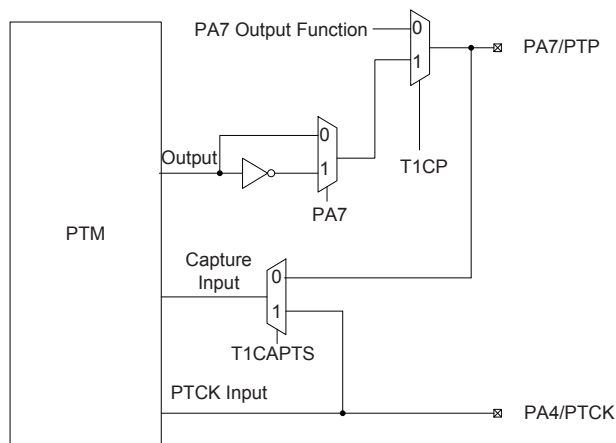 PA7 Output Function
0
1
PA7/PTP
T1CP
Output
0
1
PA7
PTM
Capture
Input
0
1
T1CAPTS
PTCK Input
PA4/PTCK